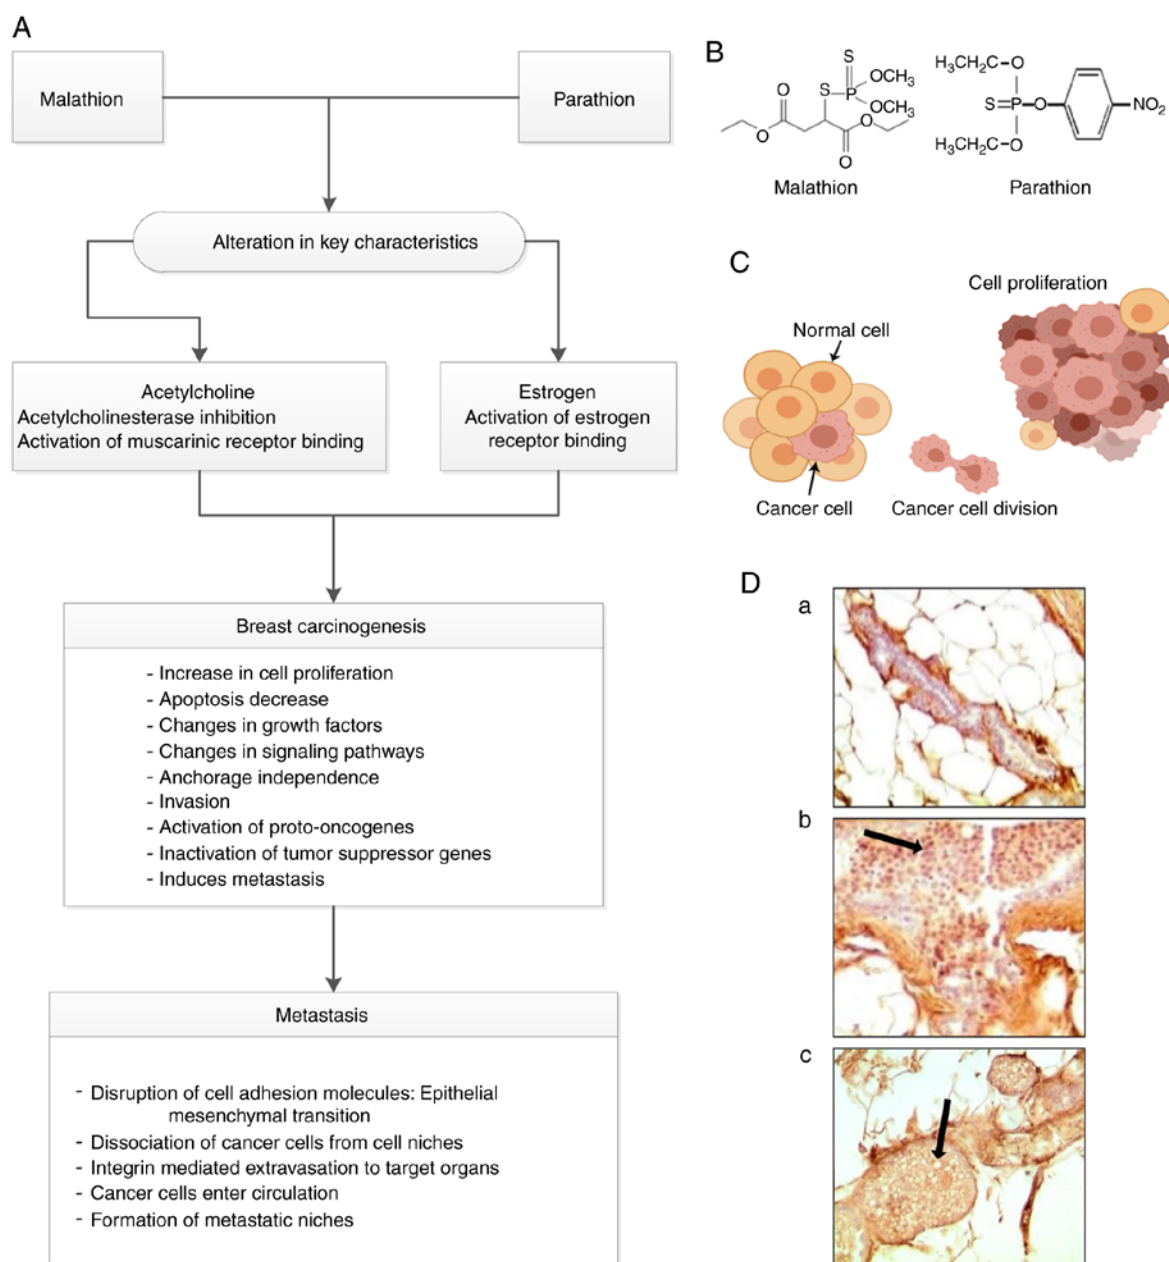 A
Malathion
Parathion
Alteration in key characteristics
Acetylcholine
Acetylcholinesterase inhibition
Activation of muscarinic receptor binding
Estrogen
Activation of estrogen
receptor binding
Breast carcinogenesis
- Increase in cell proliferation
- Apoptosis decrease
- Changes in growth factors
- Changes in signaling pathways
- Anchorage independence
- Invasion
- Activation of proto-oncogenes
- Inactivation of tumor suppressor genes
- Induces metastasis
Metastasis
- Disruption of cell adhesion molecules: Epithelial
mesenchymal transition
- Dissociation of cancer cells from cell niches
- Integrin mediated extravasation to target organs
- Cancer cells enter circulation
- Formation of metastatic niches
B
S
S P OCH₃
OCH₃
O
O
O
O
Malathion
H₃CH₂C-O
S=P-O
NO₂
H₃CH₂C-O
Parathion
C
Cell proliferation
Normal cell
Cancer cell
Cancer cell division
D
a
b
c